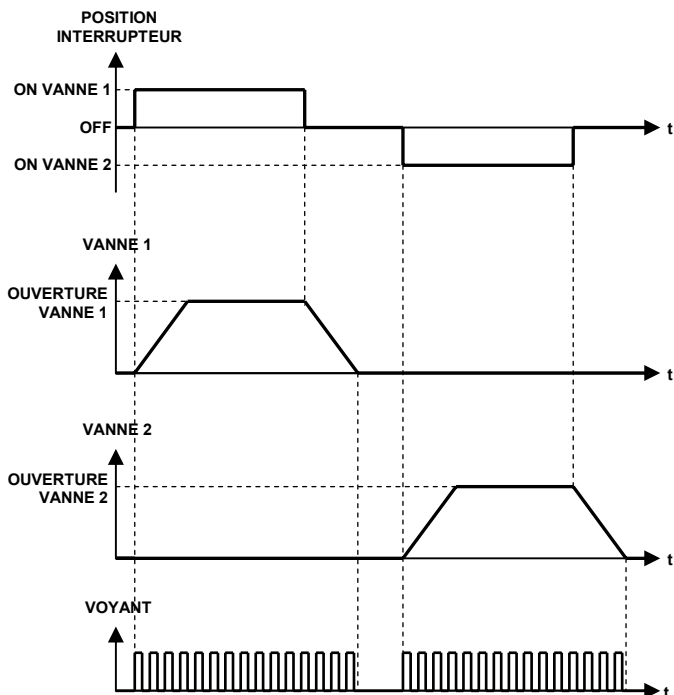 POSITION
INTERRUPTEUR
ON VANNE 1
OFF
t
ON VANNE 2
VANNE 1
OUVERTURE
VANNE 1
t
VANNE 2
OUVERTURE
VANNE 2
t
VOYANT
t